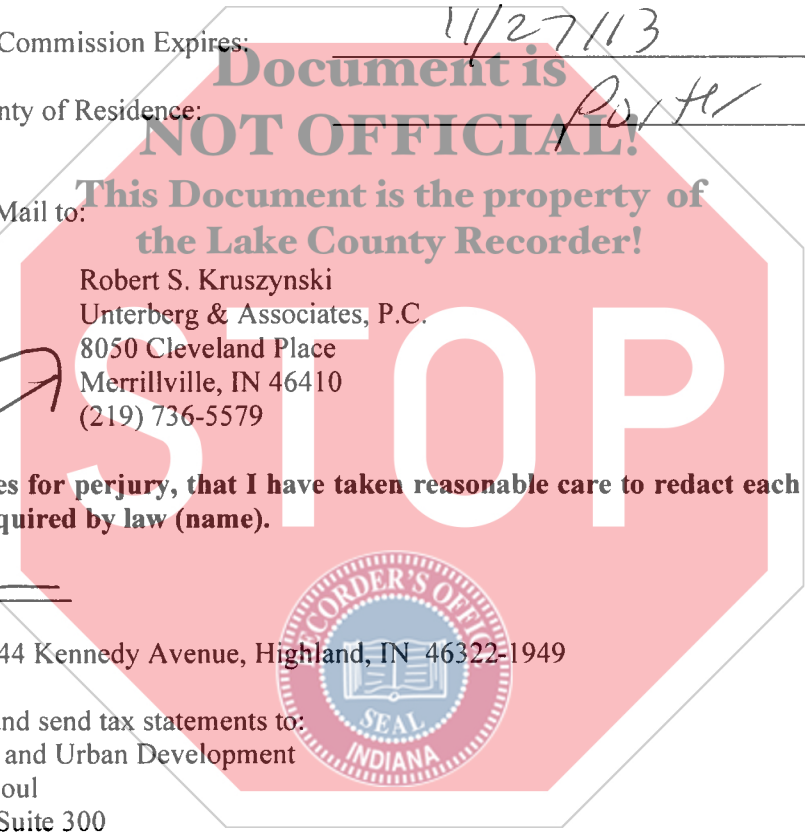 Commission Expires: 11/27/13
Document is
nty of Residence: Porter
NOT OFFICIAL!
This Document is the property of
Mail to:
the Lake County Recorder!
Robert S. Kruszynski
Unterberg & Associates, P.C.
8050 Cleveland Place
Merrillville, IN 46410
(219) 736-5579
STOP
es for perjury, that I have taken reasonable care to redact each
quired by law (name).
RECORDER'S OFFIC
44 Kennedy Avenue, Highland, IN 46322-1949
SEAL
INDIANA
and send tax statements to:
and Urban Development
oul
Suite 300